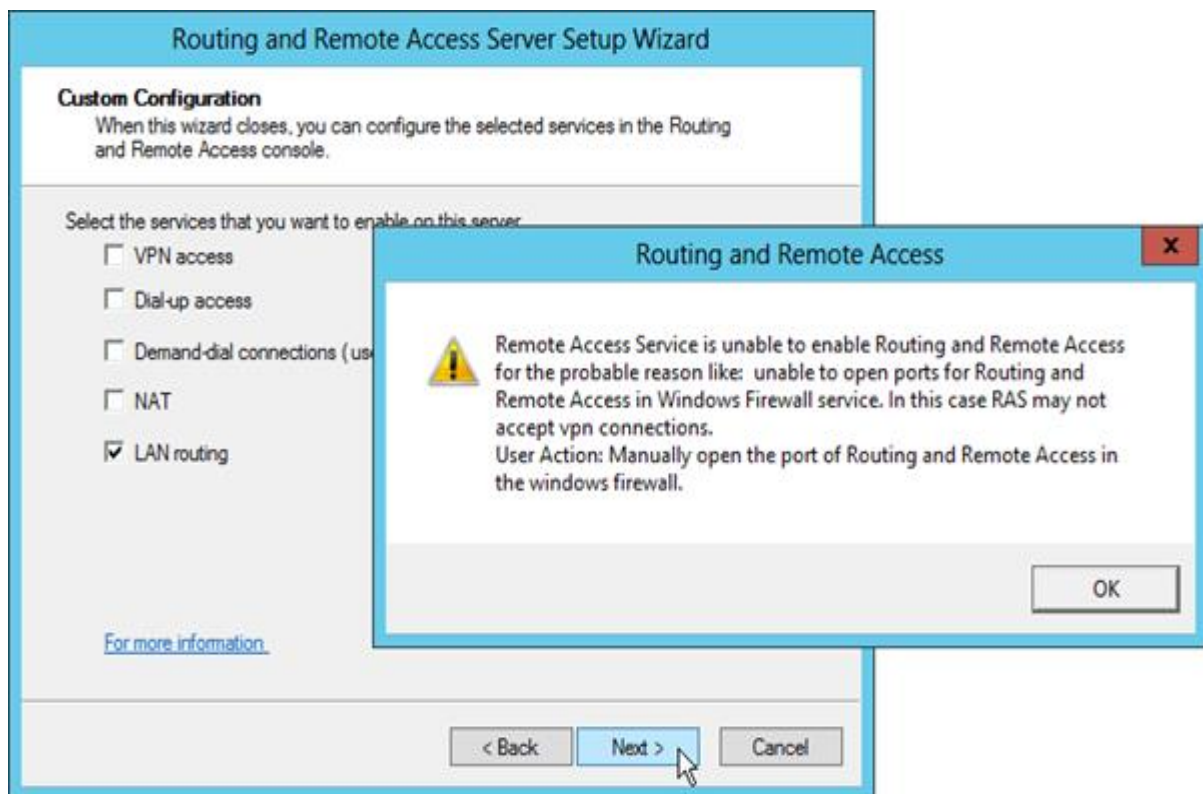 Routing and Remote Access Server Setup Wizard
Custom Configuration
When this wizard closes, you can configure the selected services in the Routing
and Remote Access console.
Select the services that you want to enable on this server.
VPN access
Dial-up access
Demand-dial connections (
NAT
LAN routing
For more information
< Back
Next >
Cancel
Routing and Remote Access
x
Remote Access Service is unable to enable Routing and Remote Access
for the probable reason like: unable to open ports for Routing and
Remote Access in Windows Firewall service. In this case RAS may not
accept vpn connections.
User Action: Manually open the port of Routing and Remote Access in
the windows firewall.
OK